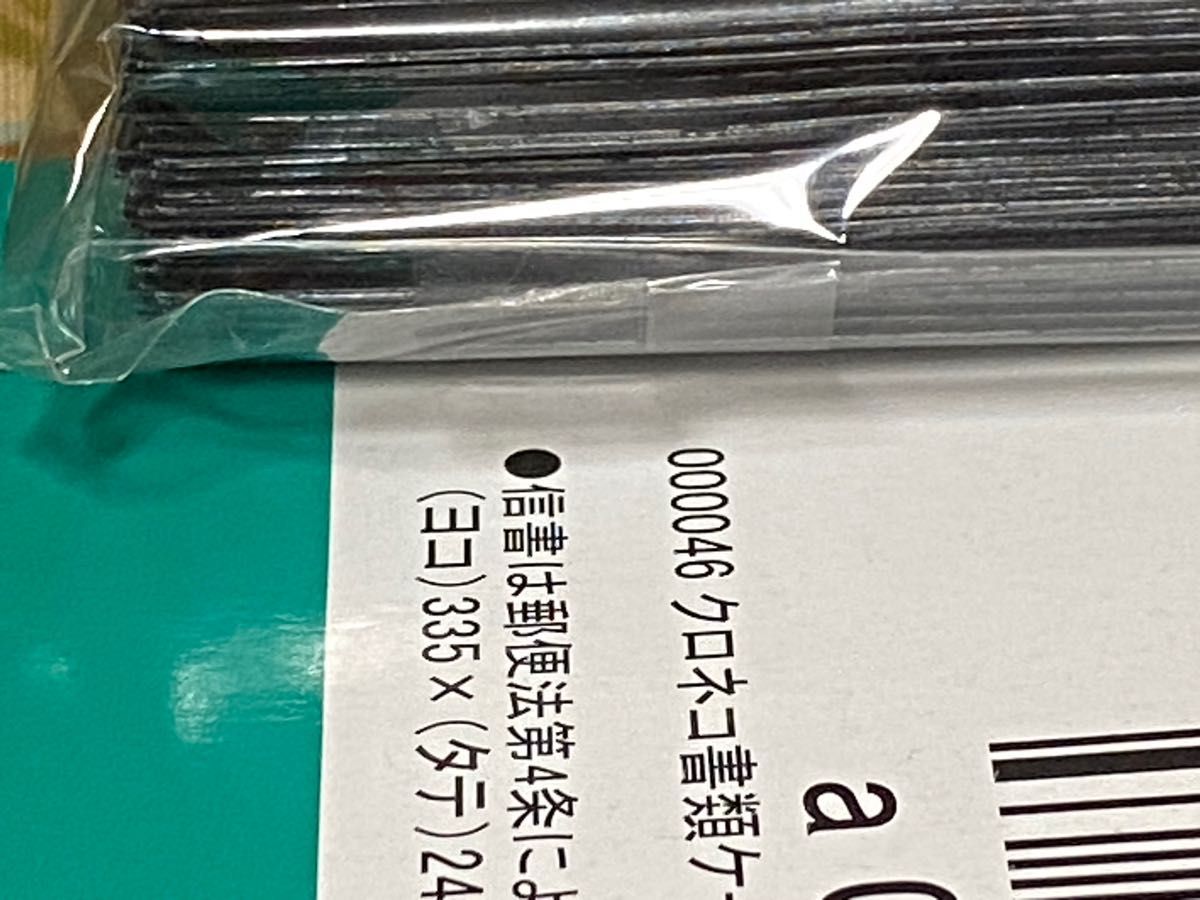 a
000046 クロネコ書類ケ
●信書は郵便法第4条によ
(ヨコ)335×(タテ)24